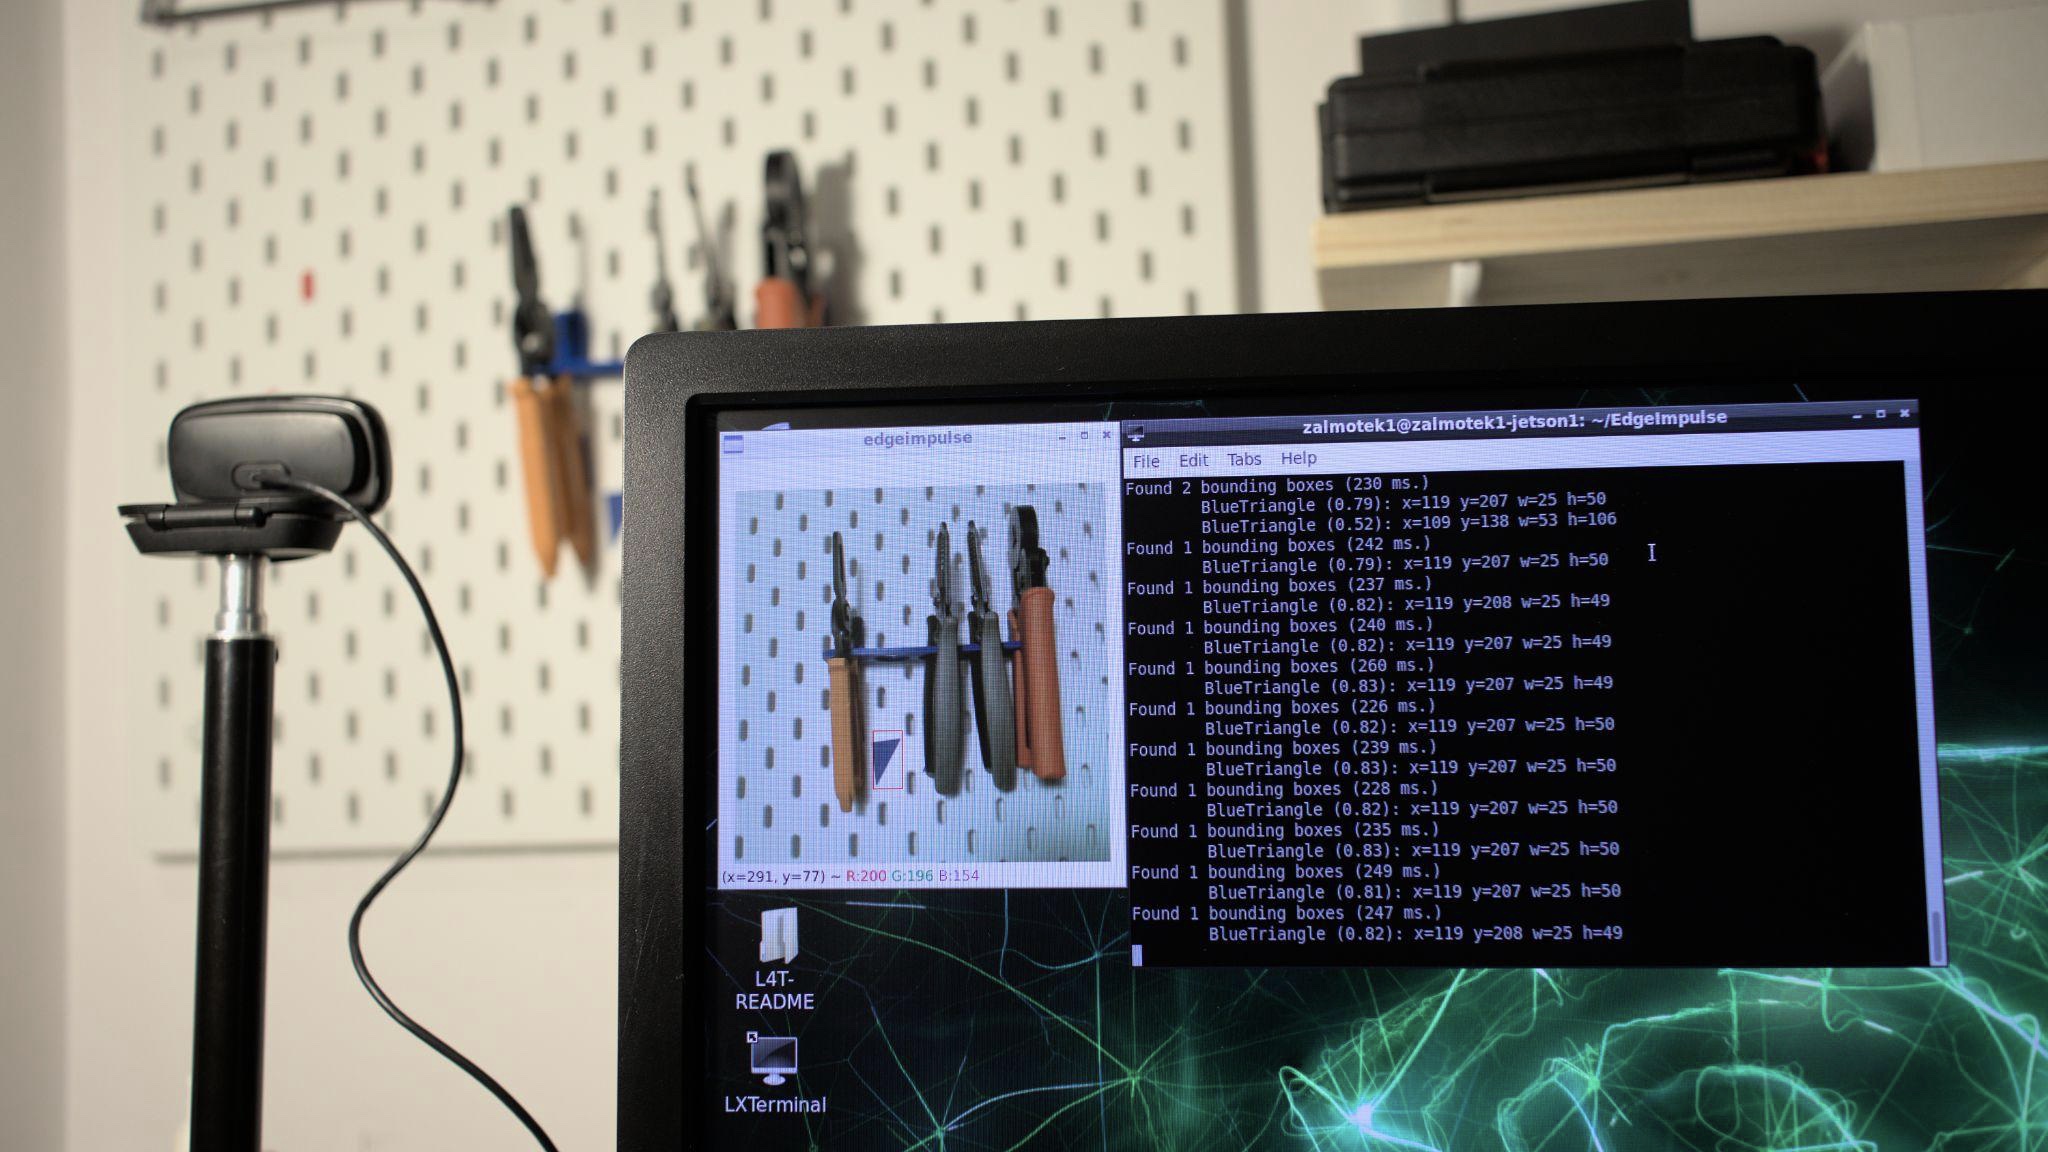 edgeimpulse
(x=291, y=77) ~ R:200 G:196 B:154
L4T-
README
LXTerminal
zalmotek1@zalmotek1-jetson1: ~/EdgeImpulse
File Edit Tabs Help
Found 2 bounding boxes (230 ms.)
BlueTriangle (0.79): x=119 y=207 w=25 h=50
BlueTriangle (0.52): x=109 y=138 w=53 h=106
Found 1 bounding boxes (242 ms.)
BlueTriangle (0.79): x=119 y=207 w=25 h=50
Found 1 bounding boxes (237 ms.)
BlueTriangle (0.82): x=119 y=208 w=25 h=49
Found 1 bounding boxes (240 ms.)
BlueTriangle (0.82): x=119 y=207 w=25 h=49
Found 1 bounding boxes (260 ms.)
BlueTriangle (0.83): x=119 y=207 w=25 h=49
Found 1 bounding boxes (226 ms.)
BlueTriangle (0.82): x=119 y=207 w=25 h=50
Found 1 bounding boxes (239 ms.)
BlueTriangle (0.83): x=119 y=207 w=25 h=50
Found 1 bounding boxes (228 ms.)
BlueTriangle (0.82): x=119 y=207 w=25 h=50
Found 1 bounding boxes (235 ms.)
BlueTriangle (0.83): x=119 y=207 w=25 h=50
Found 1 bounding boxes (249 ms.)
BlueTriangle (0.81): x=119 y=207 w=25 h=50
Found 1 bounding boxes (247 ms.)
BlueTriangle (0.82): x=119 y=208 w=25 h=49